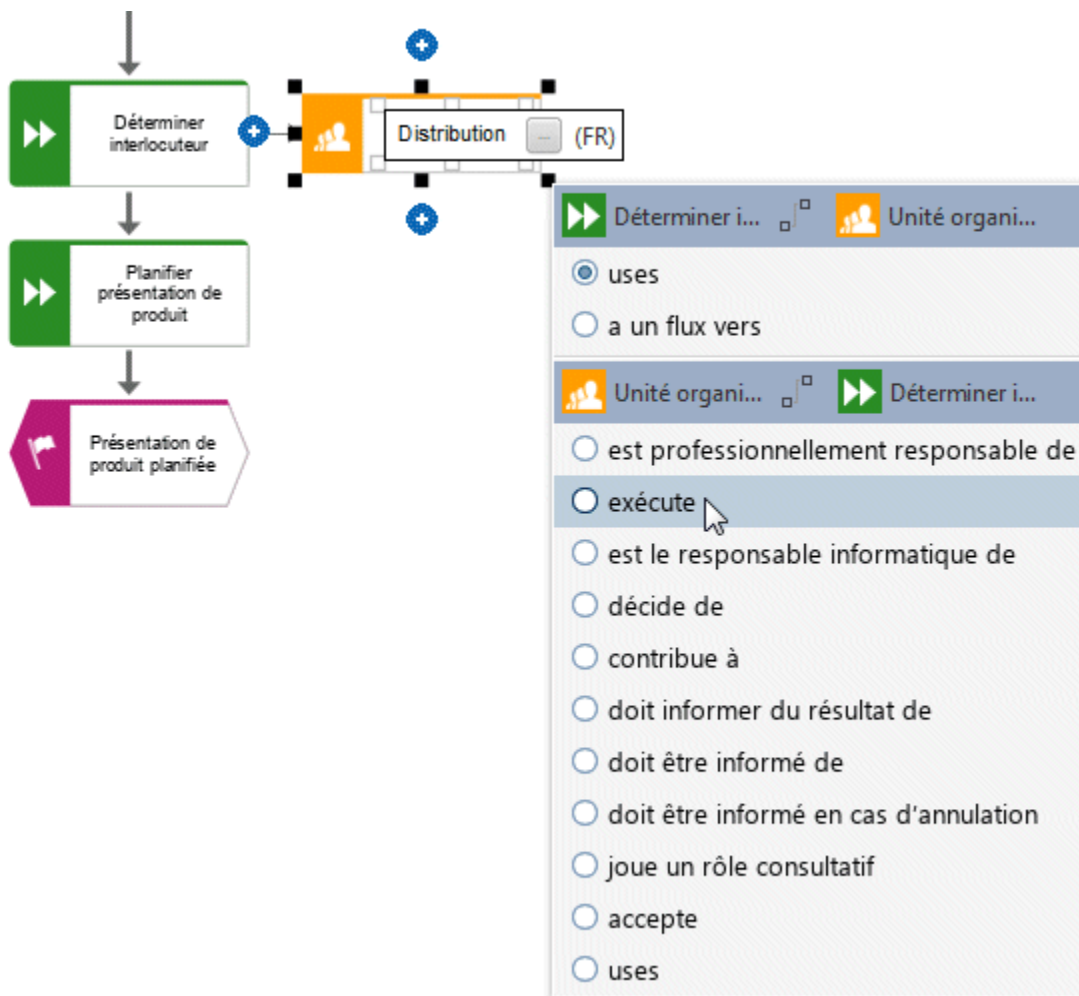 Déterminer
interlocuteur
Distribution ... (FR)
Planifier
présentation de
produit
Présentation de
produit planifiée
Déterminer i... Unité organi...
uses
a un flux vers
Unité organi... Déterminer i...
est professionnellement responsable de
exécute
est le responsable informatique de
décide de
contribue à
doit informer du résultat de
doit être informé de
doit être informé en cas d'annulation
joue un rôle consultatif
accepte
uses